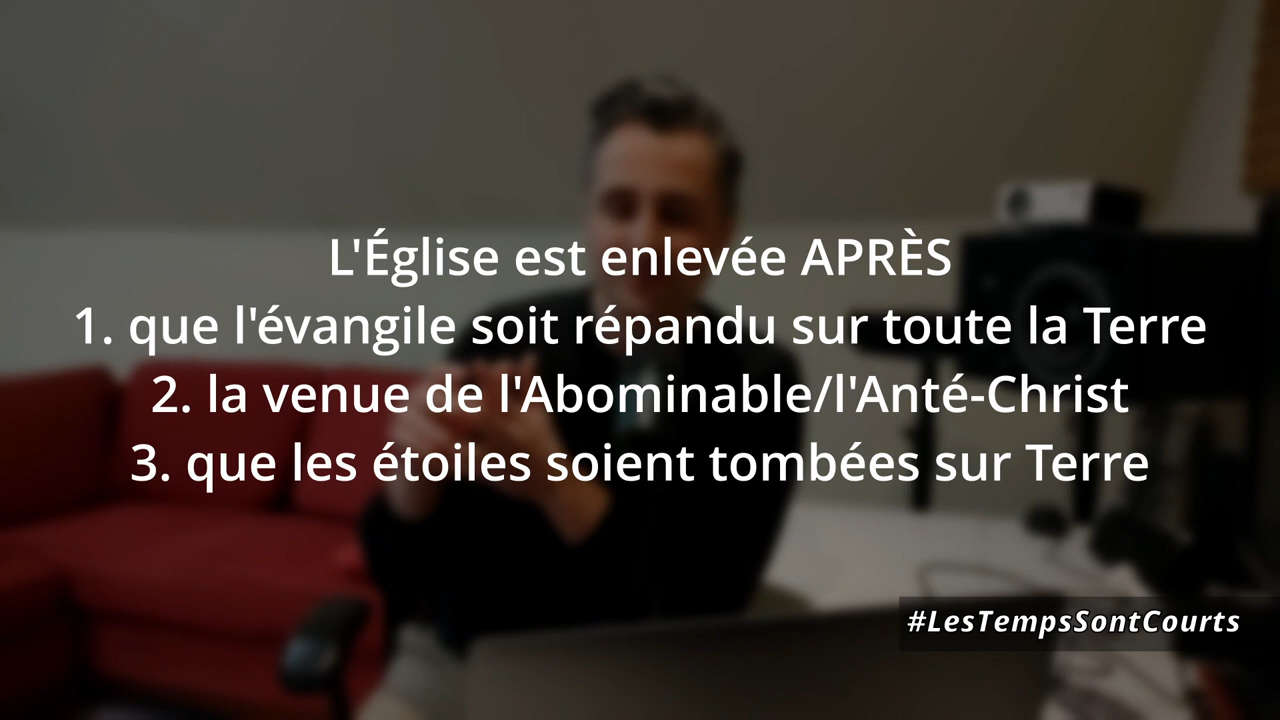 L'Église est enlevée APRÈS
1. que l'évangile soit répandu sur toute la Terre
2. la venue de l'Abominable/l'Anté-Christ
3. que les étoiles soient tombées sur Terre
#LesTempsSontCourts